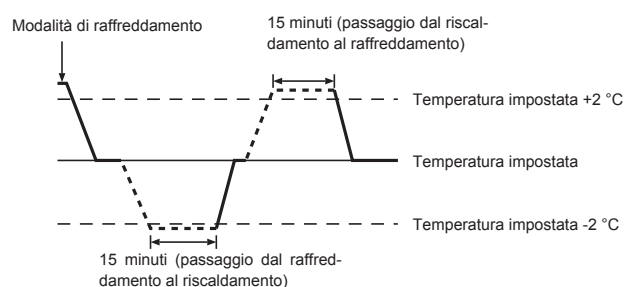 Modalità di raffreddamento
15 minuti (passaggio dal riscal-
damento al raffreddamento)
Temperatura impostata +2 °C
Temperatura impostata
Temperatura impostata -2 °C
15 minuti (passaggio dal raffred-
damento al riscaldamento)